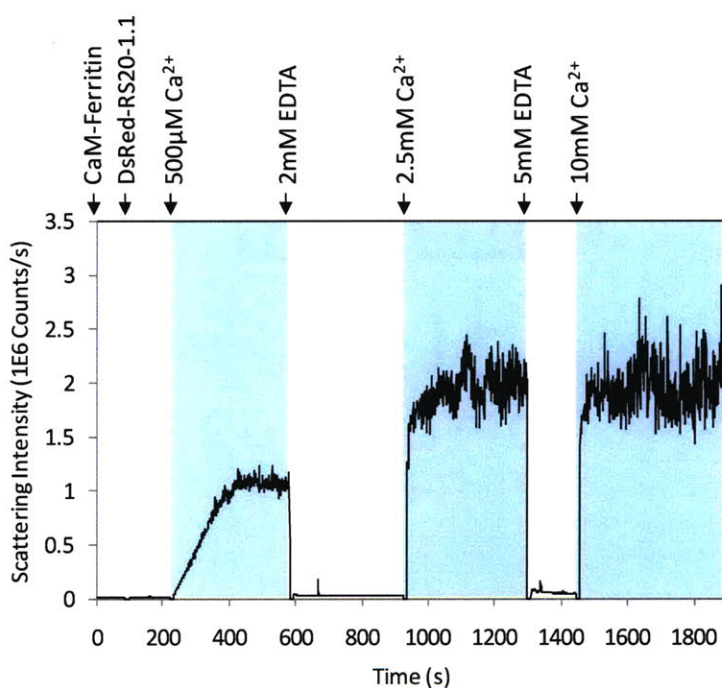 CaM-Ferritin
DsRed-RS20-1.1
500µM Ca²⁺
2mM EDTA
2.5mM Ca²⁺
5mM EDTA
10mM Ca²⁺
Scattering Intensity (1E6 Counts/s)
3.5
3
2.5
2
1.5
1
0.5
0
0 200 400 600 800 1000 1200 1400 1600 1800
Time (s)